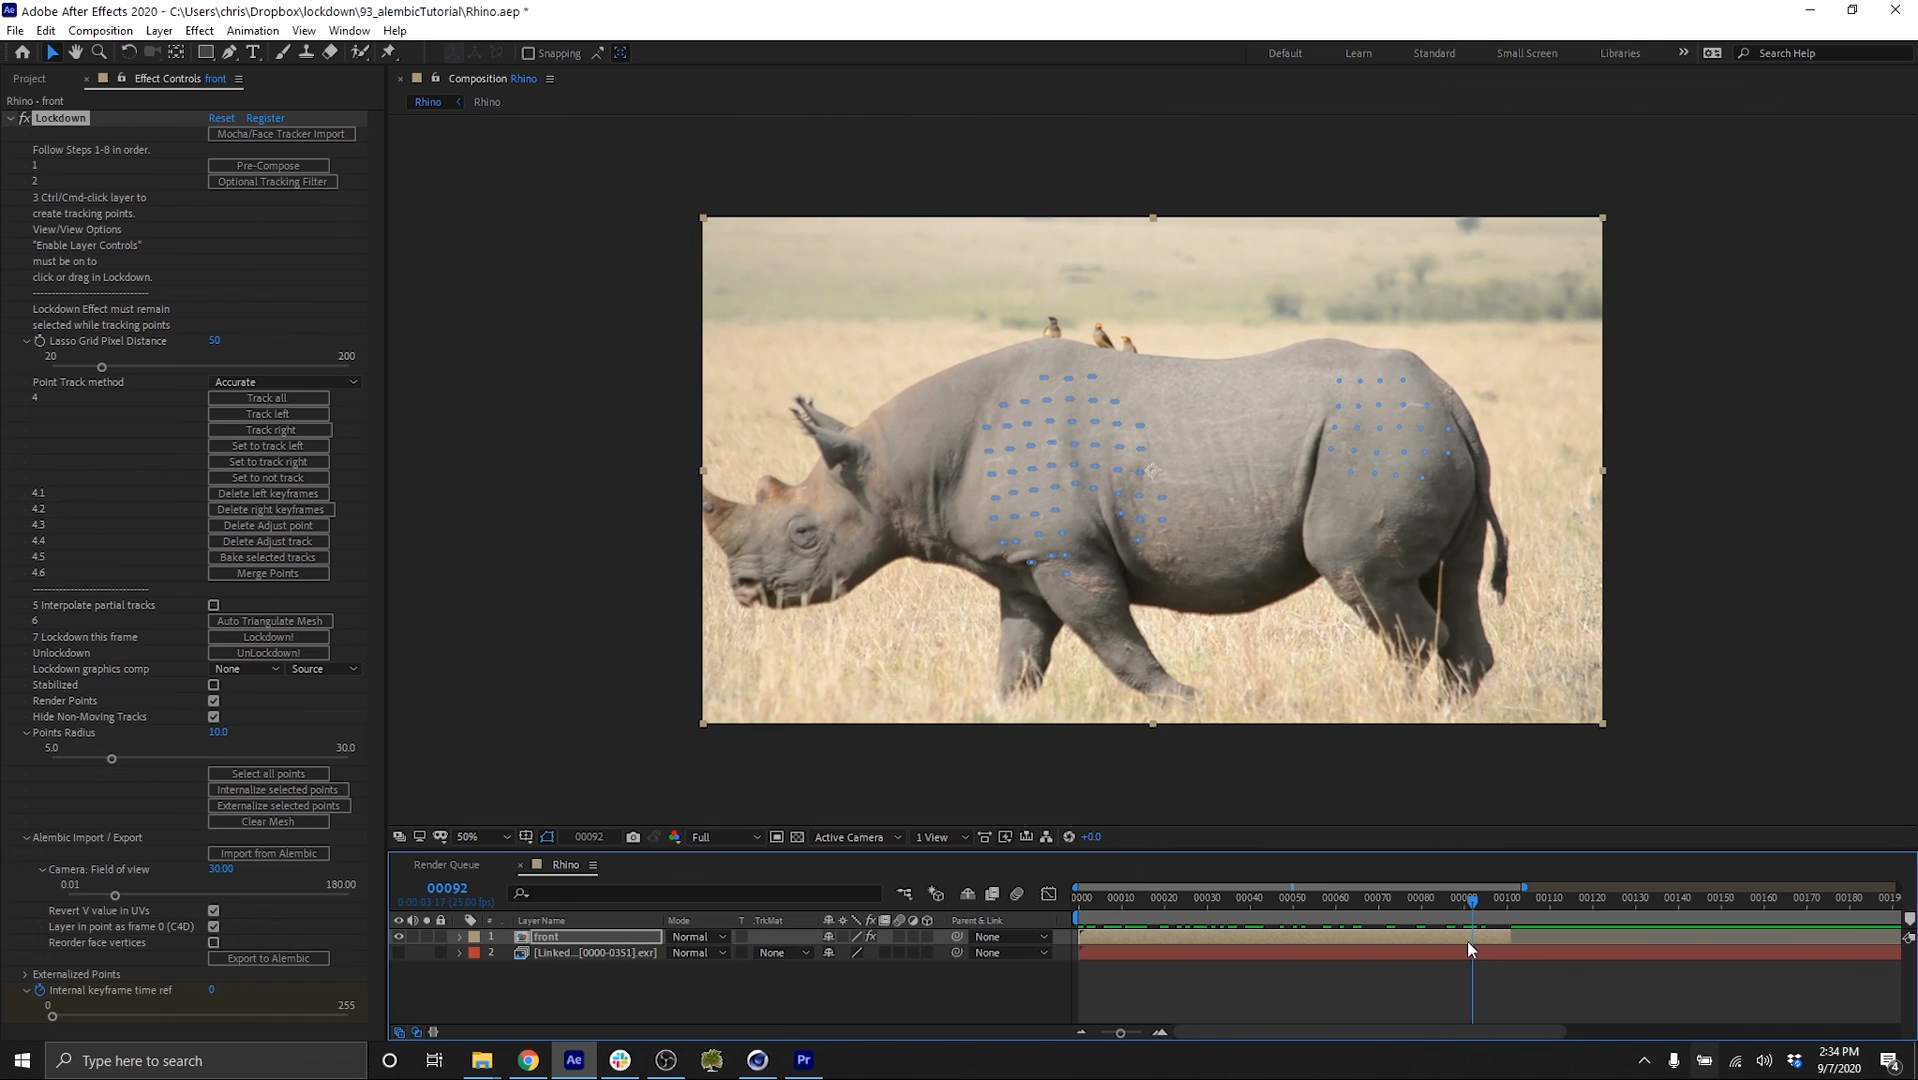 Adobe After Effects 2020 - C:\Users\chris\Dropbox\lockdown\93_alembicTutorial\Rhino.aep *
File Edit Composition Layer Effect Animation View Window Help
Snapping
Default Learn Standard Small Screen Libraries Search Help
Project Effect Controls front
Composition Rhino
Rhino • front
Rhino Rhino
fx Lockdown Reset Register
Mocha/Face Tracker Import
Follow Steps 1-8 in order.
1 Pre-Compose
2 Optional Tracking Filter
3 Ctrl/Cmd-click layer to
create tracking points.
View/View Options
"Enable Layer Controls"
must be on to
click or drag in Lockdown.
Lockdown Effect must remain
selected while tracking points
Lasso Grid Pixel Distance 50
20 200
Point Track method Accurate
4 Track all
Track left
Track right
Set to track left
Set to track right
Set to not track
4.1 Delete left keyframes
4.2 Delete right keyframes
4.3 Delete Adjust point
4.4 Delete Adjust track
4.5 Bake selected tracks
4.6 Merge Points
5 Interpolate partial tracks
6 Auto Triangulate Mesh
7 Lockdown this frame Lockdown!
Unlockdown UnLockdown!
Lockdown graphics comp None Source
Stabilized
Render Points
Hide Non-Moving Tracks
Points Radius 10.0
5.0 30.0
Select all points
Internalize selected points
Externalize selected points
Clear Mesh
Alembic Import / Export
Import from Alembic
Camera: Field of view 30.00
0.01 180.00
Revert V value in UVs
Layer in point as frame 0 (C4D)
Reorder face vertices
Export to Alembic
Externalized Points
Internal keyframe time ref 0
0 255
50% 00092 Full Active Camera 1 View +0.0
Render Queue Rhino
00092
0:00:03:17 (25.00 fps)
0000 00010 00020 00030 00040 00050 00060 00070 00080 00100 00110 00120 00130 00140 00150 00160 00170 00180 0019
# Layer Name Mode T .TrkMat fx Parent & Link
1 front Normal fx None
2 [Linked...[0000-0351].exr] Normal None None
Type here to search
Ae Pr
2:34 PM
9/7/2020
4